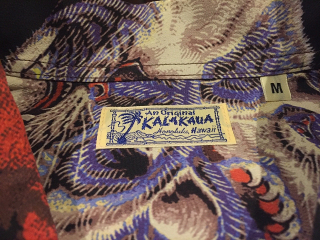 M
An Original
KALAKAUA
Honolulu, Hawaii